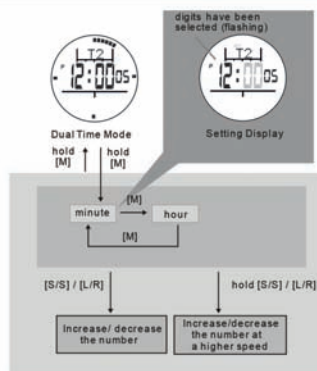 digits have been
selected (flashing)
T2
P
12:00 05
T2
P
12:00 05
Dual Time Mode
Setting Display
hold
[M]
hold
[M]
minute
[M]
hour
[M]
[S/S] / [L/R]
hold [S/S] / [L/R]
Increase/ decrease
the number
Increase/decrease
the number at
a higher speed